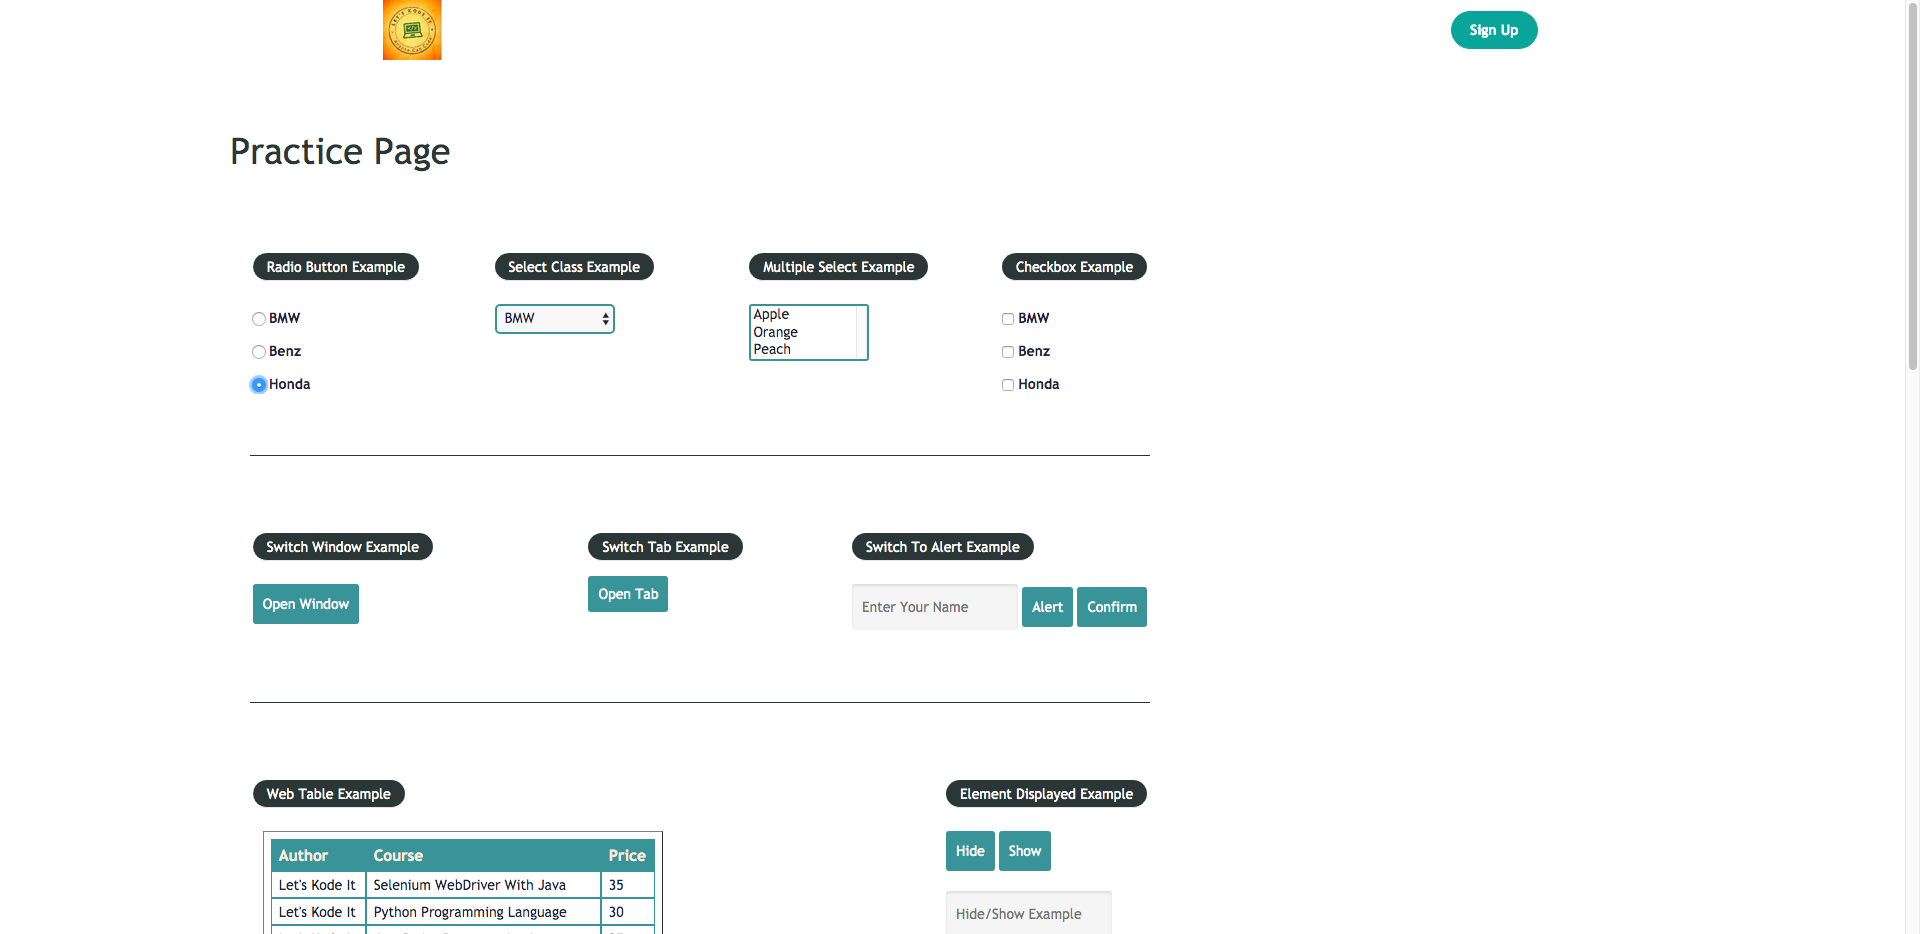 LET'S KODE IT
Sign Up
Practice Page
Radio Button Example
Select Class Example
Multiple Select Example
Checkbox Example
BMW
Benz
Honda
BMW
Apple
Orange
Peach
BMW
Benz
Honda
Switch Window Example
Switch Tab Example
Switch To Alert Example
Open Window
Open Tab
Enter Your Name
Alert
Confirm
Web Table Example
Element Displayed Example
Author Course Price
Let's Kode It Selenium WebDriver With Java 35
Let's Kode It Python Programming Language 30
Hide
Show
Hide/Show Example